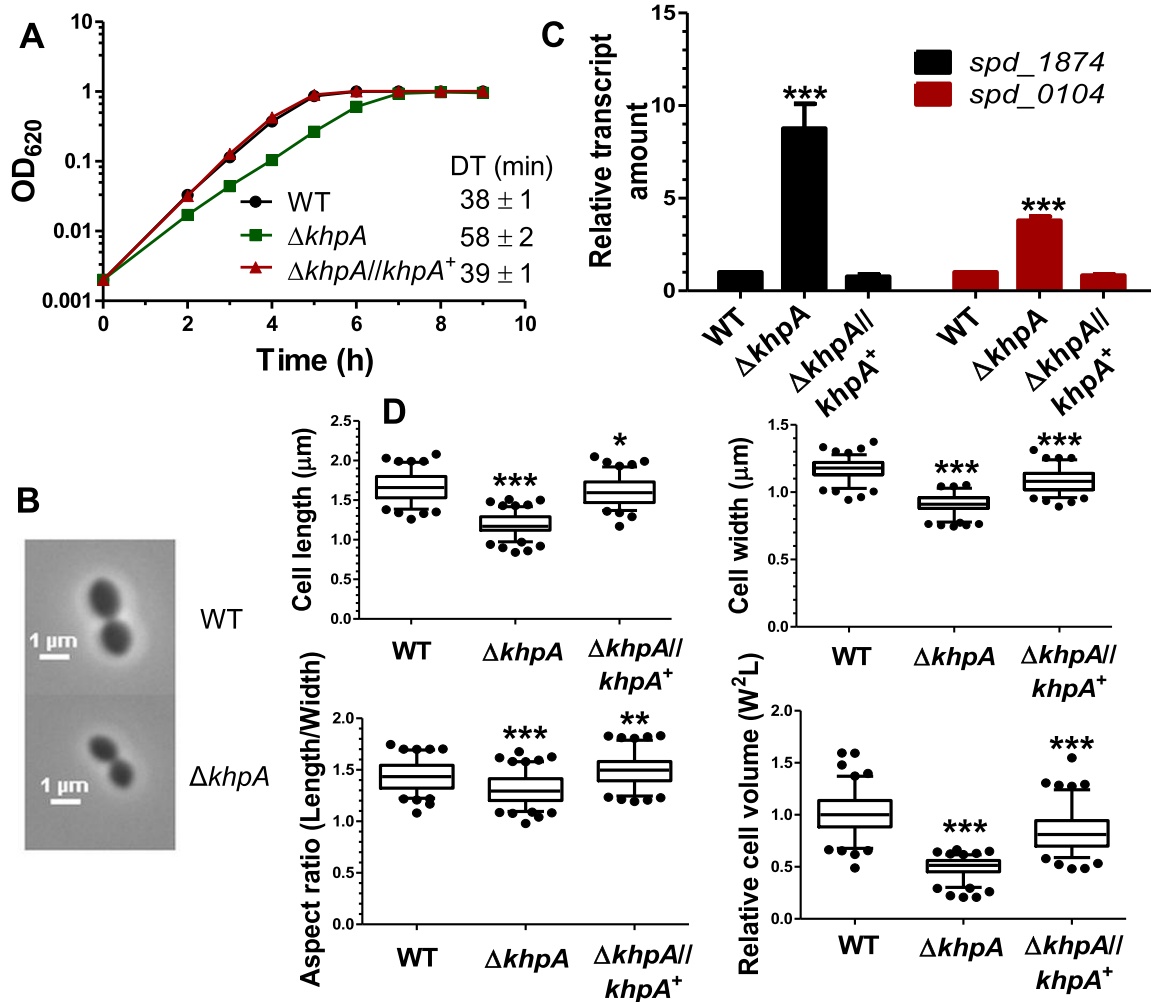 A
10
1
0.1
0.01
0.001
OD620
0 2 4 6 8 10
Time (h)
DT (min)
WT 38 ± 1
ΔkhpA 58 ± 2
ΔkhpA//khpA+ 39 ± 1
C
15
10
5
0
Relative transcript
amount
spd_1874
spd_0104
***
***
WT
ΔkhpA
ΔkhpA//
khpA+
WT
ΔkhpA
ΔkhpA//
khpA+
B
1 µm
WT
1 µm
ΔkhpA
D
Cell length (µm)
2.5
2.0
1.5
1.0
0.5
0.0
***
*
WT
ΔkhpA
ΔkhpA//
khpA+
Cell width (µm)
1.5
1.0
0.5
0.0
***
***
WT
ΔkhpA
ΔkhpA//
khpA+
Aspect ratio (Length/Width)
2.0
1.5
1.0
0.5
0.0
***
**
WT
ΔkhpA
ΔkhpA//
khpA+
Relative cell volume (W2L)
2.0
1.5
1.0
0.5
0.0
***
***
WT
ΔkhpA
ΔkhpA//
khpA+